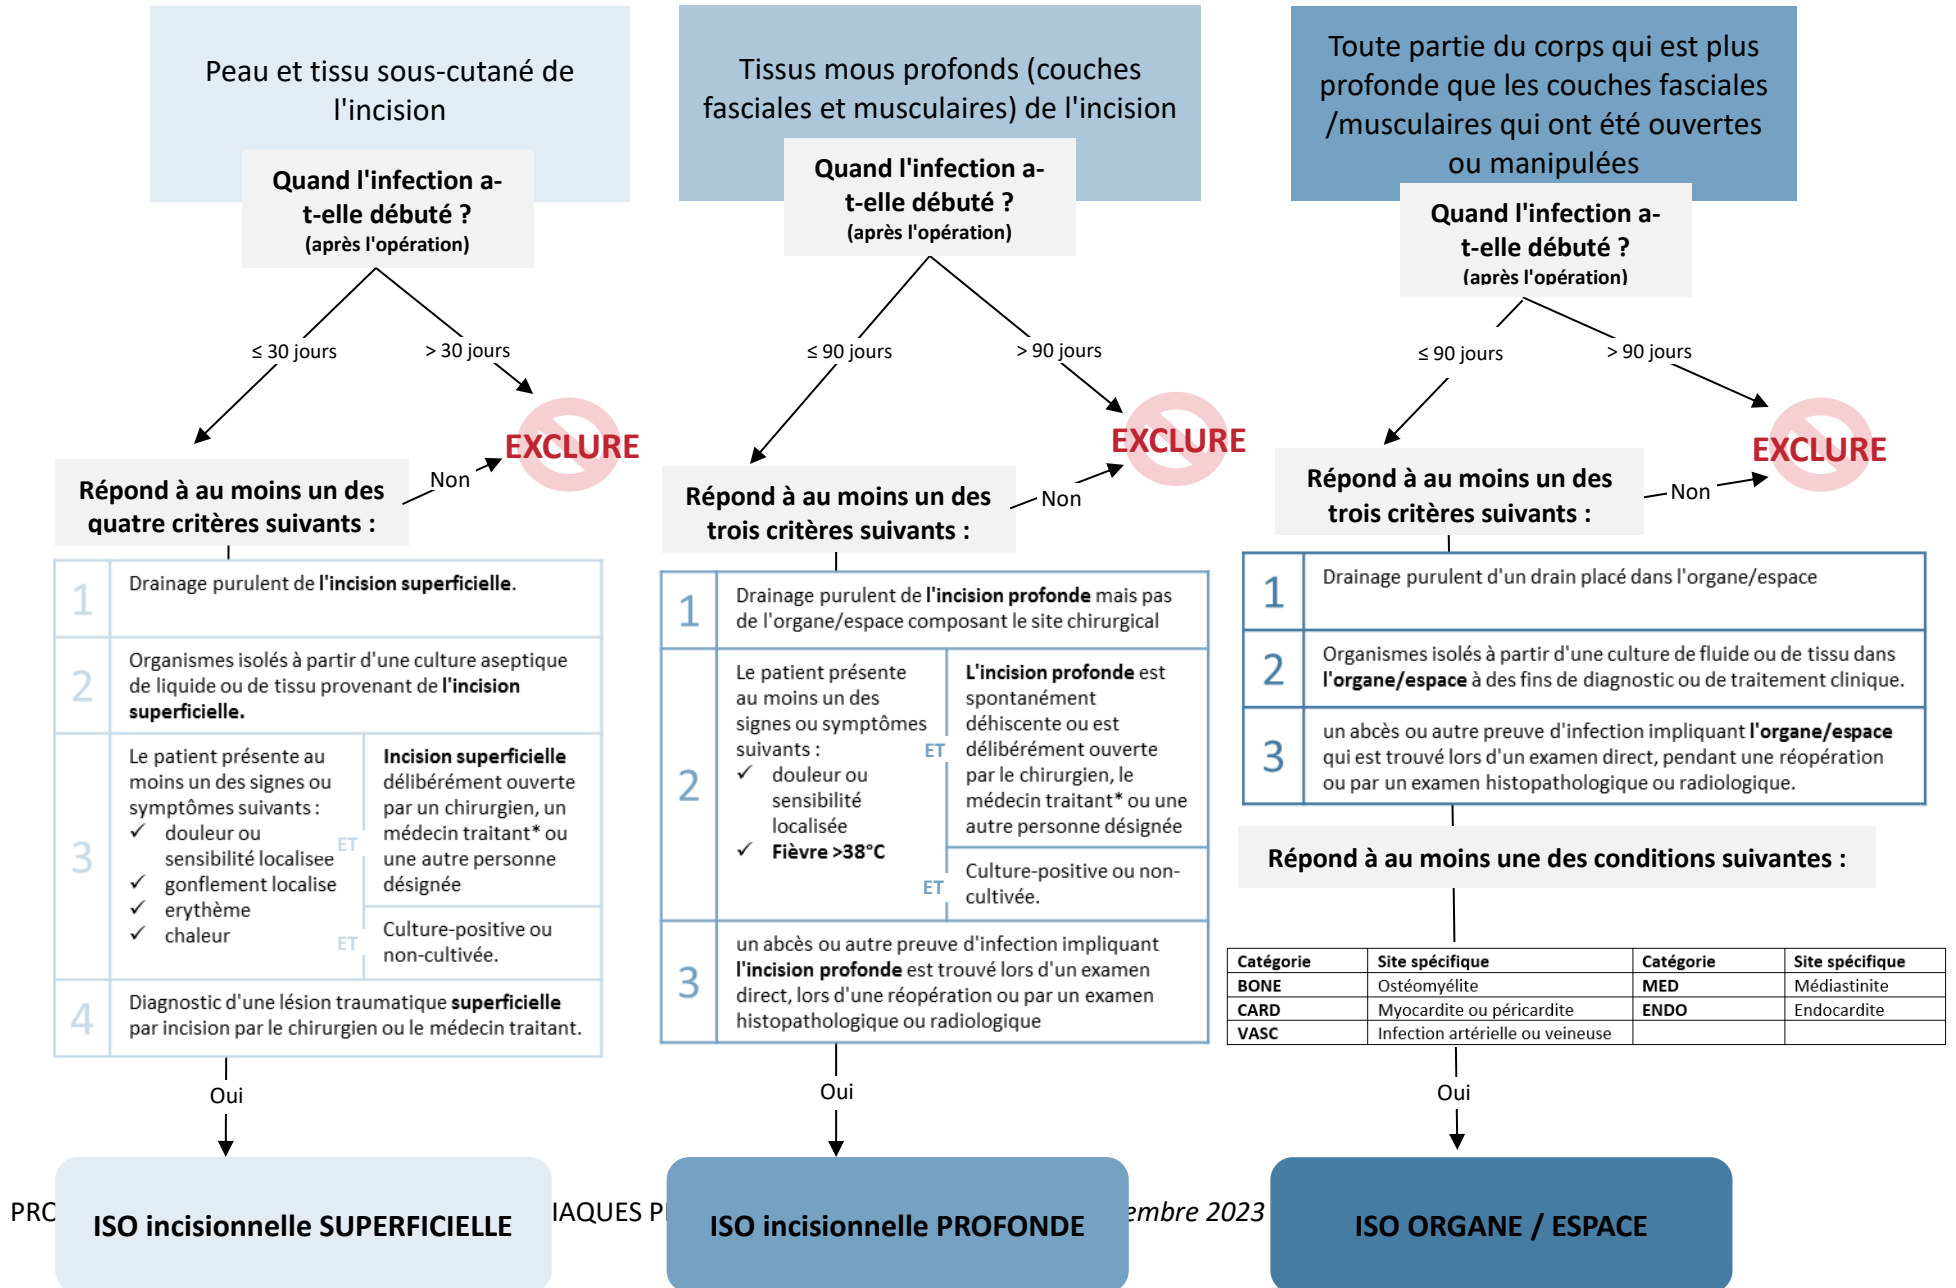 Peau et tissu sous-cutané de
l'incision
Quand l'infection a-
t-elle débuté ?
(après l'opération)
≤ 30 jours
> 30 jours
EXCLURE
Non
Répond à au moins un des
quatre critères suivants :
1
Drainage purulent de l'incision superficielle.
2
Organismes isolés à partir d'une culture aseptique
de liquide ou de tissu provenant de l'incision
superficielle.
3
Le patient présente au
moins un des signes ou
symptômes suivants :
✓ douleur ou
sensibilité localisee
✓ gonflement localise
✓ erythème
✓ chaleur
ET
Incision superficielle
délibérément ouverte
par un chirurgien, un
médecin traitant* ou
une autre personne
désignée
ET
Culture-positive ou
non-cultivée.
4
Diagnostic d'une lésion traumatique superficielle
par incision par le chirurgien ou le médecin traitant.
Oui
ISO incisionnelle SUPERFICIELLE
Tissus mous profonds (couches
fasciales et musculaires) de l'incision
Quand l'infection a-
t-elle débuté ?
(après l'opération)
≤ 90 jours
> 90 jours
EXCLURE
Non
Répond à au moins un des
trois critères suivants :
1
Drainage purulent de l'incision profonde mais pas
de l'organe/espace composant le site chirurgical
2
Le patient présente
au moins un des
signes ou symptômes
suivants :
✓ douleur ou
sensibilité
localisée
✓ Fièvre >38°C
ET
L'incision profonde est
spontanément
déhiscente ou est
délibérément ouverte
par le chirurgien, le
médecin traitant* ou une
autre personne désignée
ET
Culture-positive ou non-
cultivée.
3
un abcès ou autre preuve d'infection impliquant
l'incision profonde est trouvé lors d'un examen
direct, lors d'une réopération ou par un examen
histopathologique ou radiologique
Oui
ISO incisionnelle PROFONDE
Toute partie du corps qui est plus
profonde que les couches fasciales
/musculaires qui ont été ouvertes
ou manipulées
Quand l'infection a-
t-elle débuté ?
(après l'opération)
≤ 90 jours
> 90 jours
EXCLURE
Non
Répond à au moins un des
trois critères suivants :
1
Drainage purulent d'un drain placé dans l'organe/espace
2
Organismes isolés à partir d'une culture de fluide ou de tissu dans
l'organe/espace à des fins de diagnostic ou de traitement clinique.
3
un abcès ou autre preuve d'infection impliquant l'organe/espace
qui est trouvé lors d'un examen direct, pendant une réopération
ou par un examen histopathologique ou radiologique.
Répond à au moins une des conditions suivantes :
Catégorie Site spécifique Catégorie Site spécifique
BONE Ostéomyélite MED Médiastinite
CARD Myocardite ou péricardite ENDO Endocardite
VASC Infection artérielle ou veineuse
Oui
ISO ORGANE / ESPACE
2023